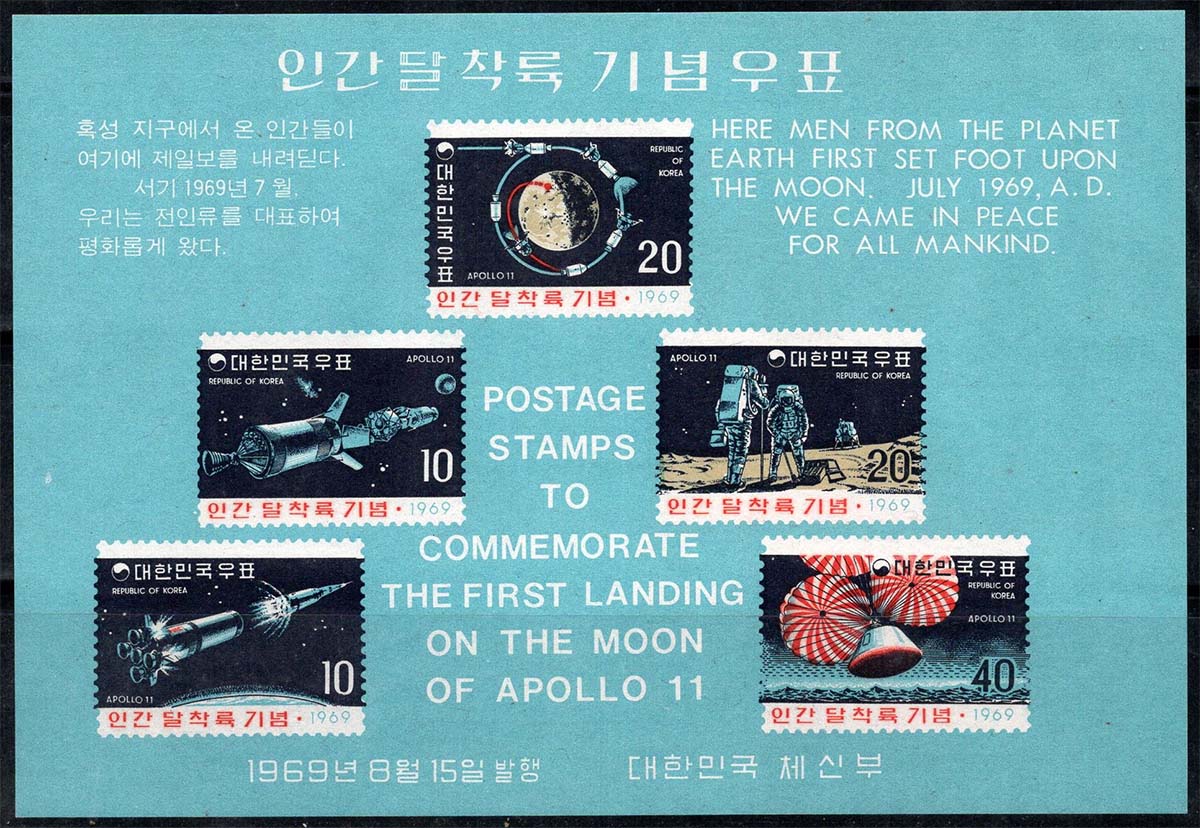 인간달착륙기념우표
혹성 지구에서 온 인간들이
여기에 제일보를 내려딛다.
서기 1969년 7월.
우리는 전인류를 대표하여
평화롭게 왔다.
HERE MEN FROM THE PLANET
EARTH FIRST SET FOOT UPON
THE MOON. JULY 1969, A. D.
WE CAME IN PEACE
FOR ALL MANKIND.
대한민국우표
REPUBLIC
OF
KOREA
20
APOLLO 11
인간 달착륙 기념 · 1969
대한민국우표
APOLLO 11
REPUBLIC OF KOREA
10
인간 달착륙 기념 · 1969
APOLLO 11
대한민국우표
REPUBLIC OF KOREA
20
인간 달착륙 기념 · 1969
POSTAGE
STAMPS
TO
COMMEMORATE
THE FIRST LANDING
ON THE MOON
OF APOLLO 11
대한민국우표
REPUBLIC OF KOREA
10
APOLLO 11
인간 달착륙 기념 · 1969
대한민국우표
REPUBLIC OF
KOREA
APOLLO 11
40
인간 달착륙 기념 · 1969
1969년 8월 15일 발행
대한민국 체신부